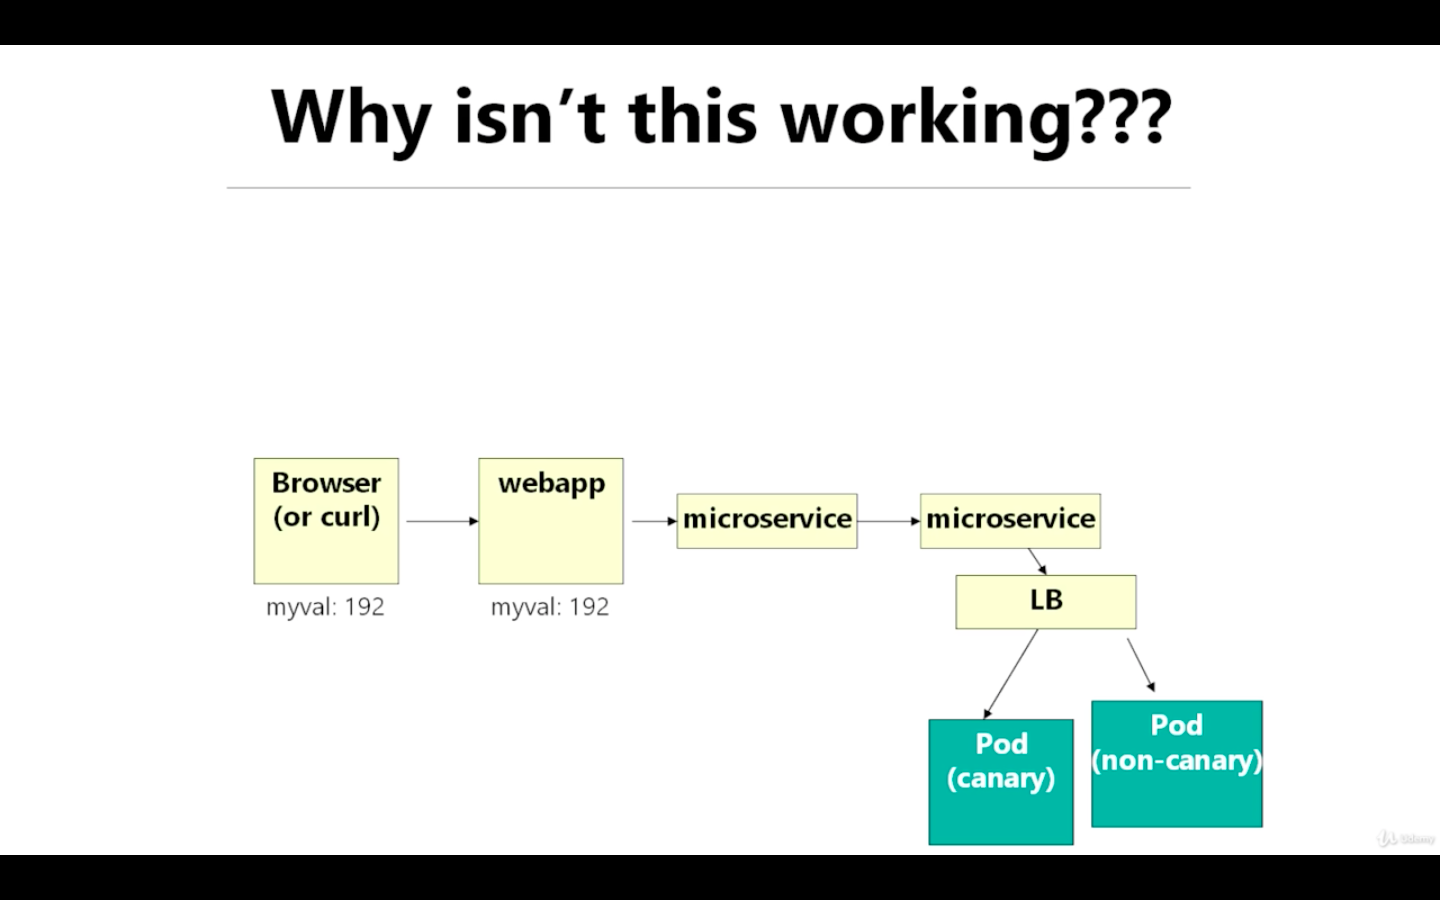 Why isn’t this working???
Browser
(or curl)
webapp
microservice
microservice
myval: 192
myval: 192
LB
Pod
(canary)
Pod
(non-canary)
Udemy